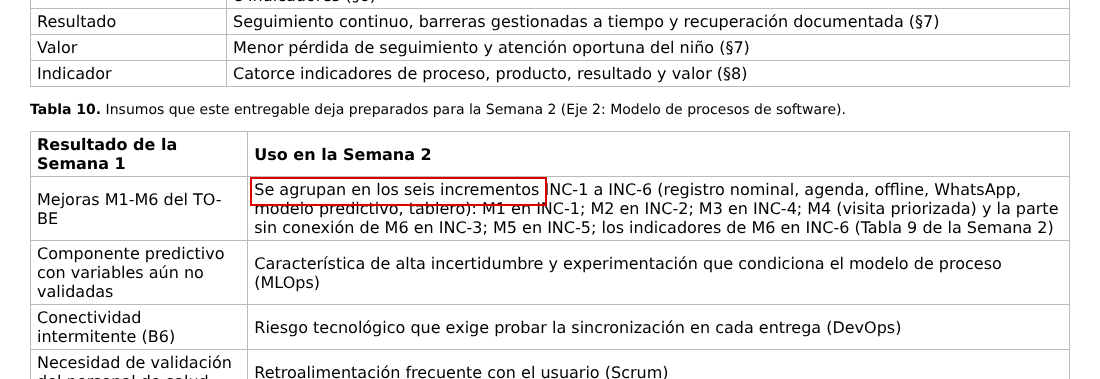 Resultado
Seguimiento continuo, barreras gestionadas a tiempo y recuperación documentada (§7)
Valor
Menor pérdida de seguimiento y atención oportuna del niño (§7)
Indicador
Catorce indicadores de proceso, producto, resultado y valor (§8)
Tabla 10. Insumos que este entregable deja preparados para la Semana 2 (Eje 2: Modelo de procesos de software).
Resultado de la
Semana 1
Uso en la Semana 2
Mejoras M1-M6 del TO-
BE
Se agrupan en los seis incrementos INC-1 a INC-6 (registro nominal, agenda, offline, WhatsApp,
modelo predictivo, tablero): M1 en INC-1; M2 en INC-2; M3 en INC-4; M4 (visita priorizada) y la parte
sin conexión de M6 en INC-3; M5 en INC-5; los indicadores de M6 en INC-6 (Tabla 9 de la Semana 2)
Componente predictivo
con variables aún no
validadas
Característica de alta incertidumbre y experimentación que condiciona el modelo de proceso
(MLOps)
Conectividad
intermitente (B6)
Riesgo tecnológico que exige probar la sincronización en cada entrega (DevOps)
Necesidad de validación
del personal de salud
Retroalimentación frecuente con el usuario (Scrum)